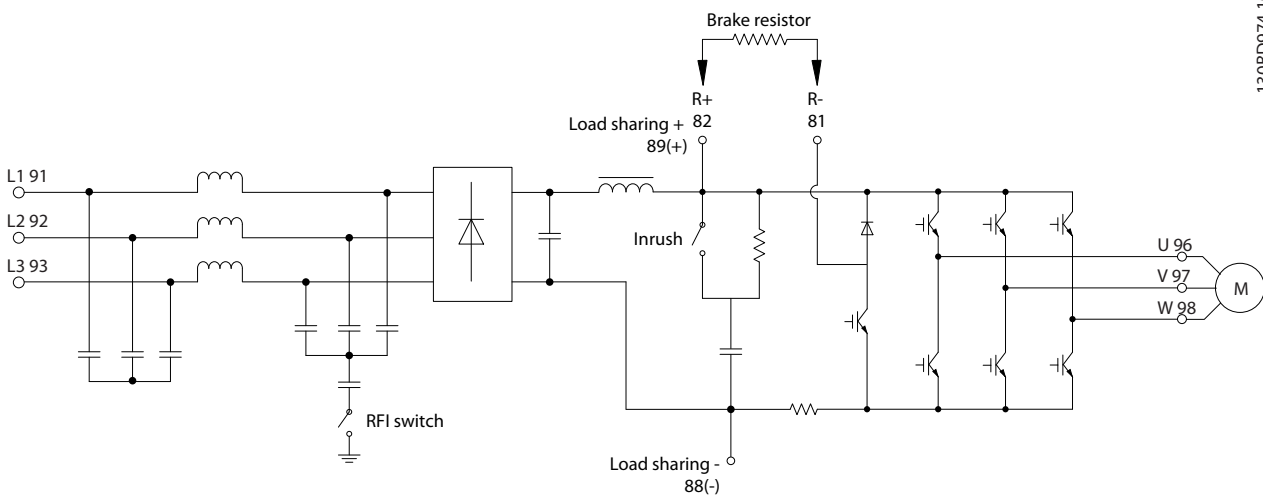 Brake resistor
R+
82
R-
81
Load sharing +
89(+)
L1 91
L2 92
L3 93
Inrush
U 96
V 97
W 98
M
RFI switch
Load sharing -
88(-)